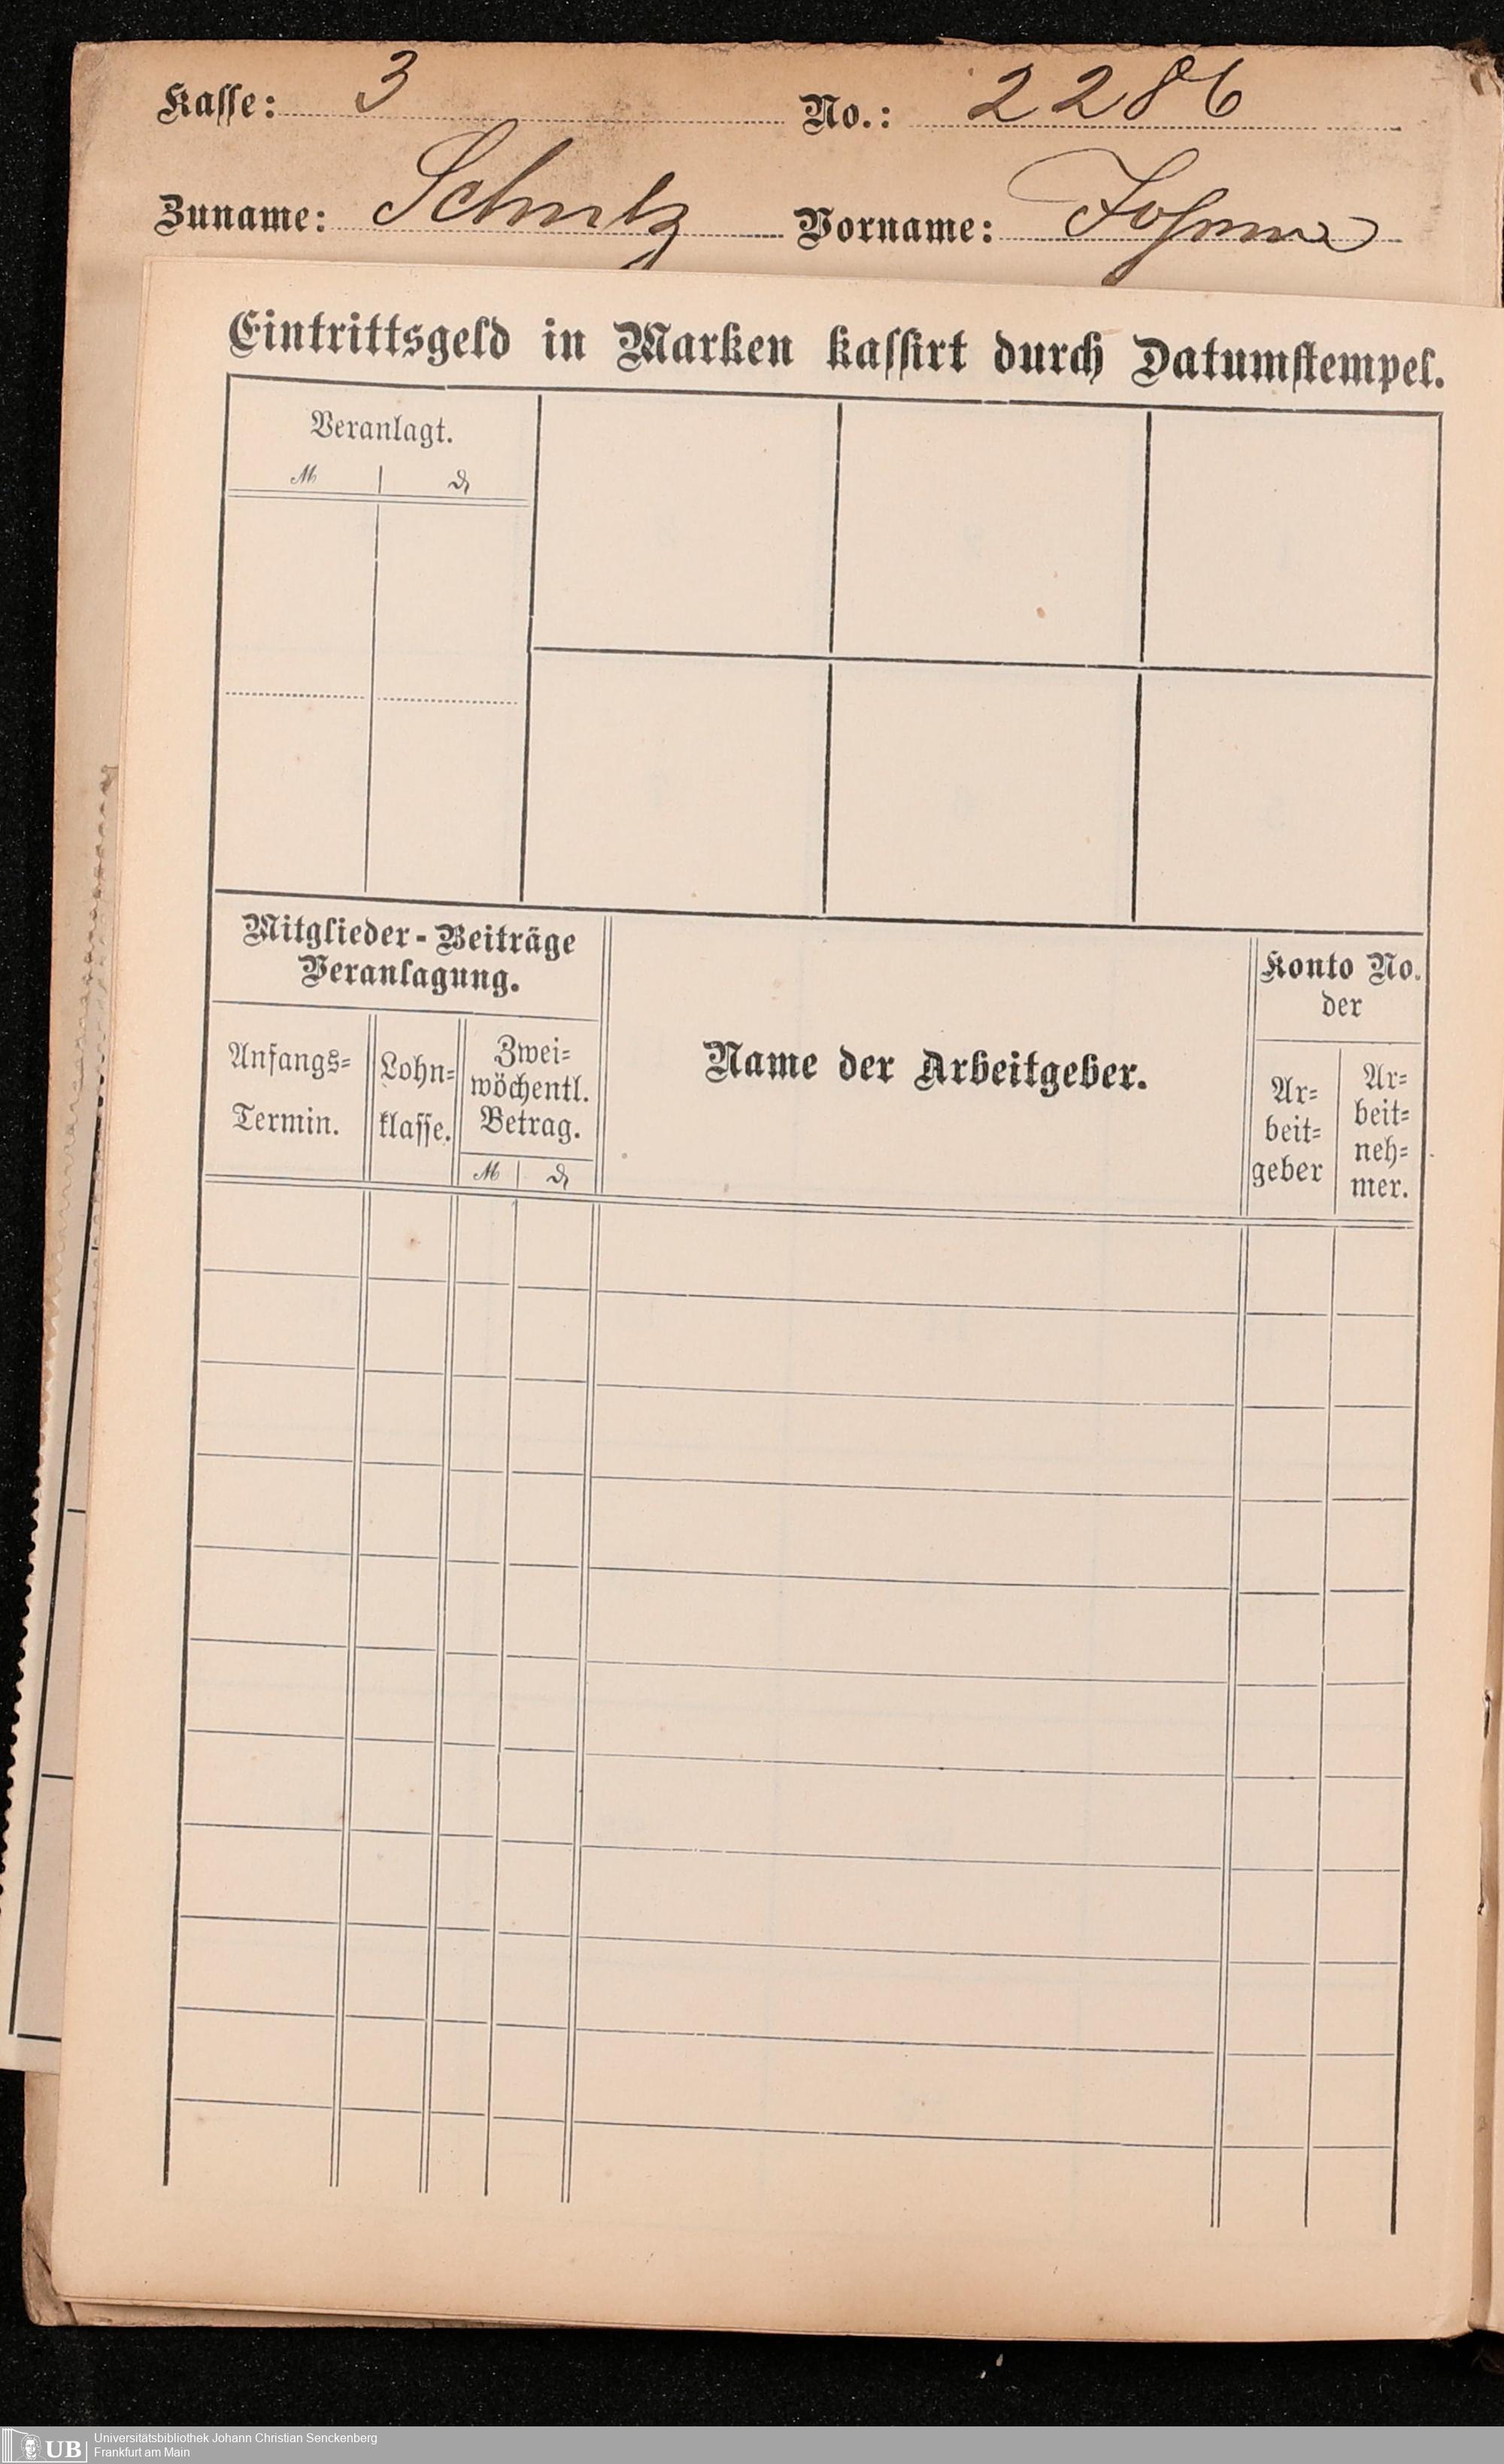 Kasse: 3 No.: 2286
Zuname: Schulz Vorname: Johann
Eintrittsgeld in Marken kassirt durch Datumstempel.
Veranlagt.
ℳ ₰
Mitglieder-Beiträge
Veranlagung.
Anfangs-
Termin.
Lohn-
klasse.
Zwei-
wöchentl.
Betrag.
ℳ ₰
Name der Arbeitgeber.
Konto No.
der
Ar-
beit-
geber
Ar-
beit-
neh-
mer.
UB Universitätsbibliothek Johann Christian Senckenberg
Frankfurt am Main